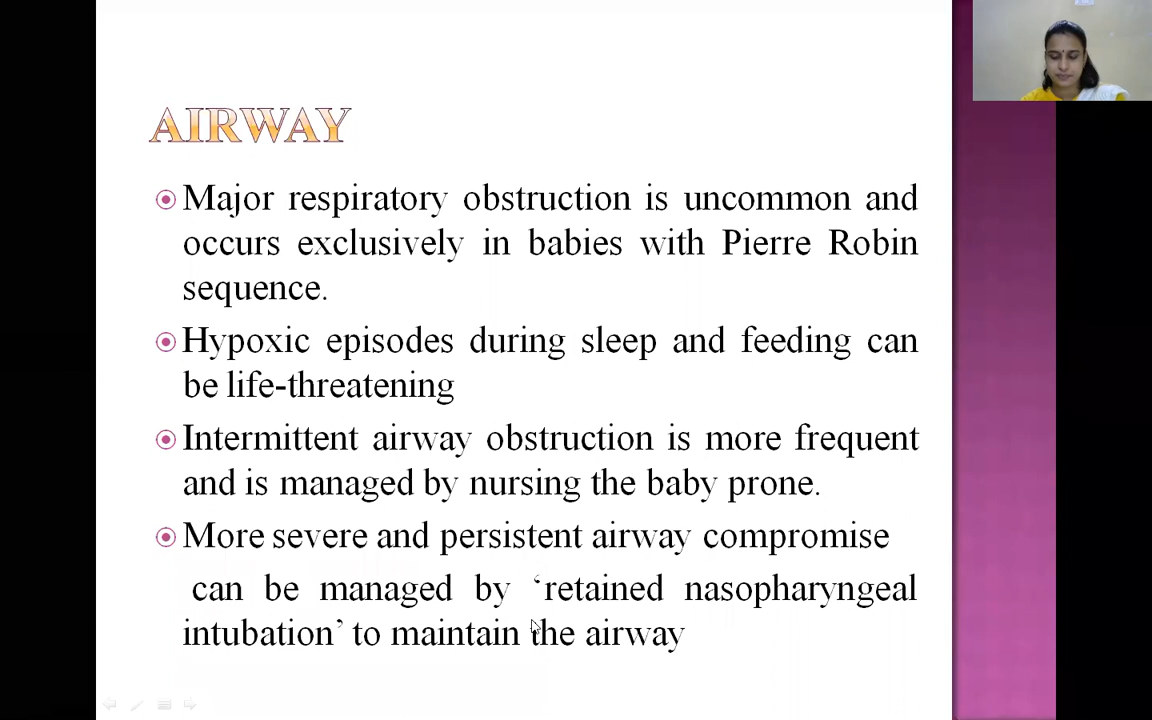 AIRWAY
Major respiratory obstruction is uncommon and
occurs exclusively in babies with Pierre Robin
sequence.
Hypoxic episodes during sleep and feeding can
be life-threatening
Intermittent airway obstruction is more frequent
and is managed by nursing the baby prone.
More severe and persistent airway compromise
can be managed by ‘retained nasopharyngeal
intubation’ to maintain the airway